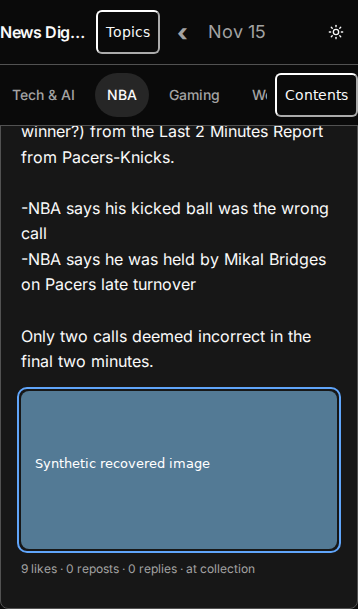 News Dig...
Topics
‹
Nov 15
Tech & AI
NBA
Gaming
Contents
winner?) from the Last 2 Minutes Report
from Pacers-Knicks.
-NBA says his kicked ball was the wrong
call
-NBA says he was held by Mikal Bridges
on Pacers late turnover
Only two calls deemed incorrect in the
final two minutes.
Synthetic recovered image
9 likes · 0 reposts · 0 replies · at collection